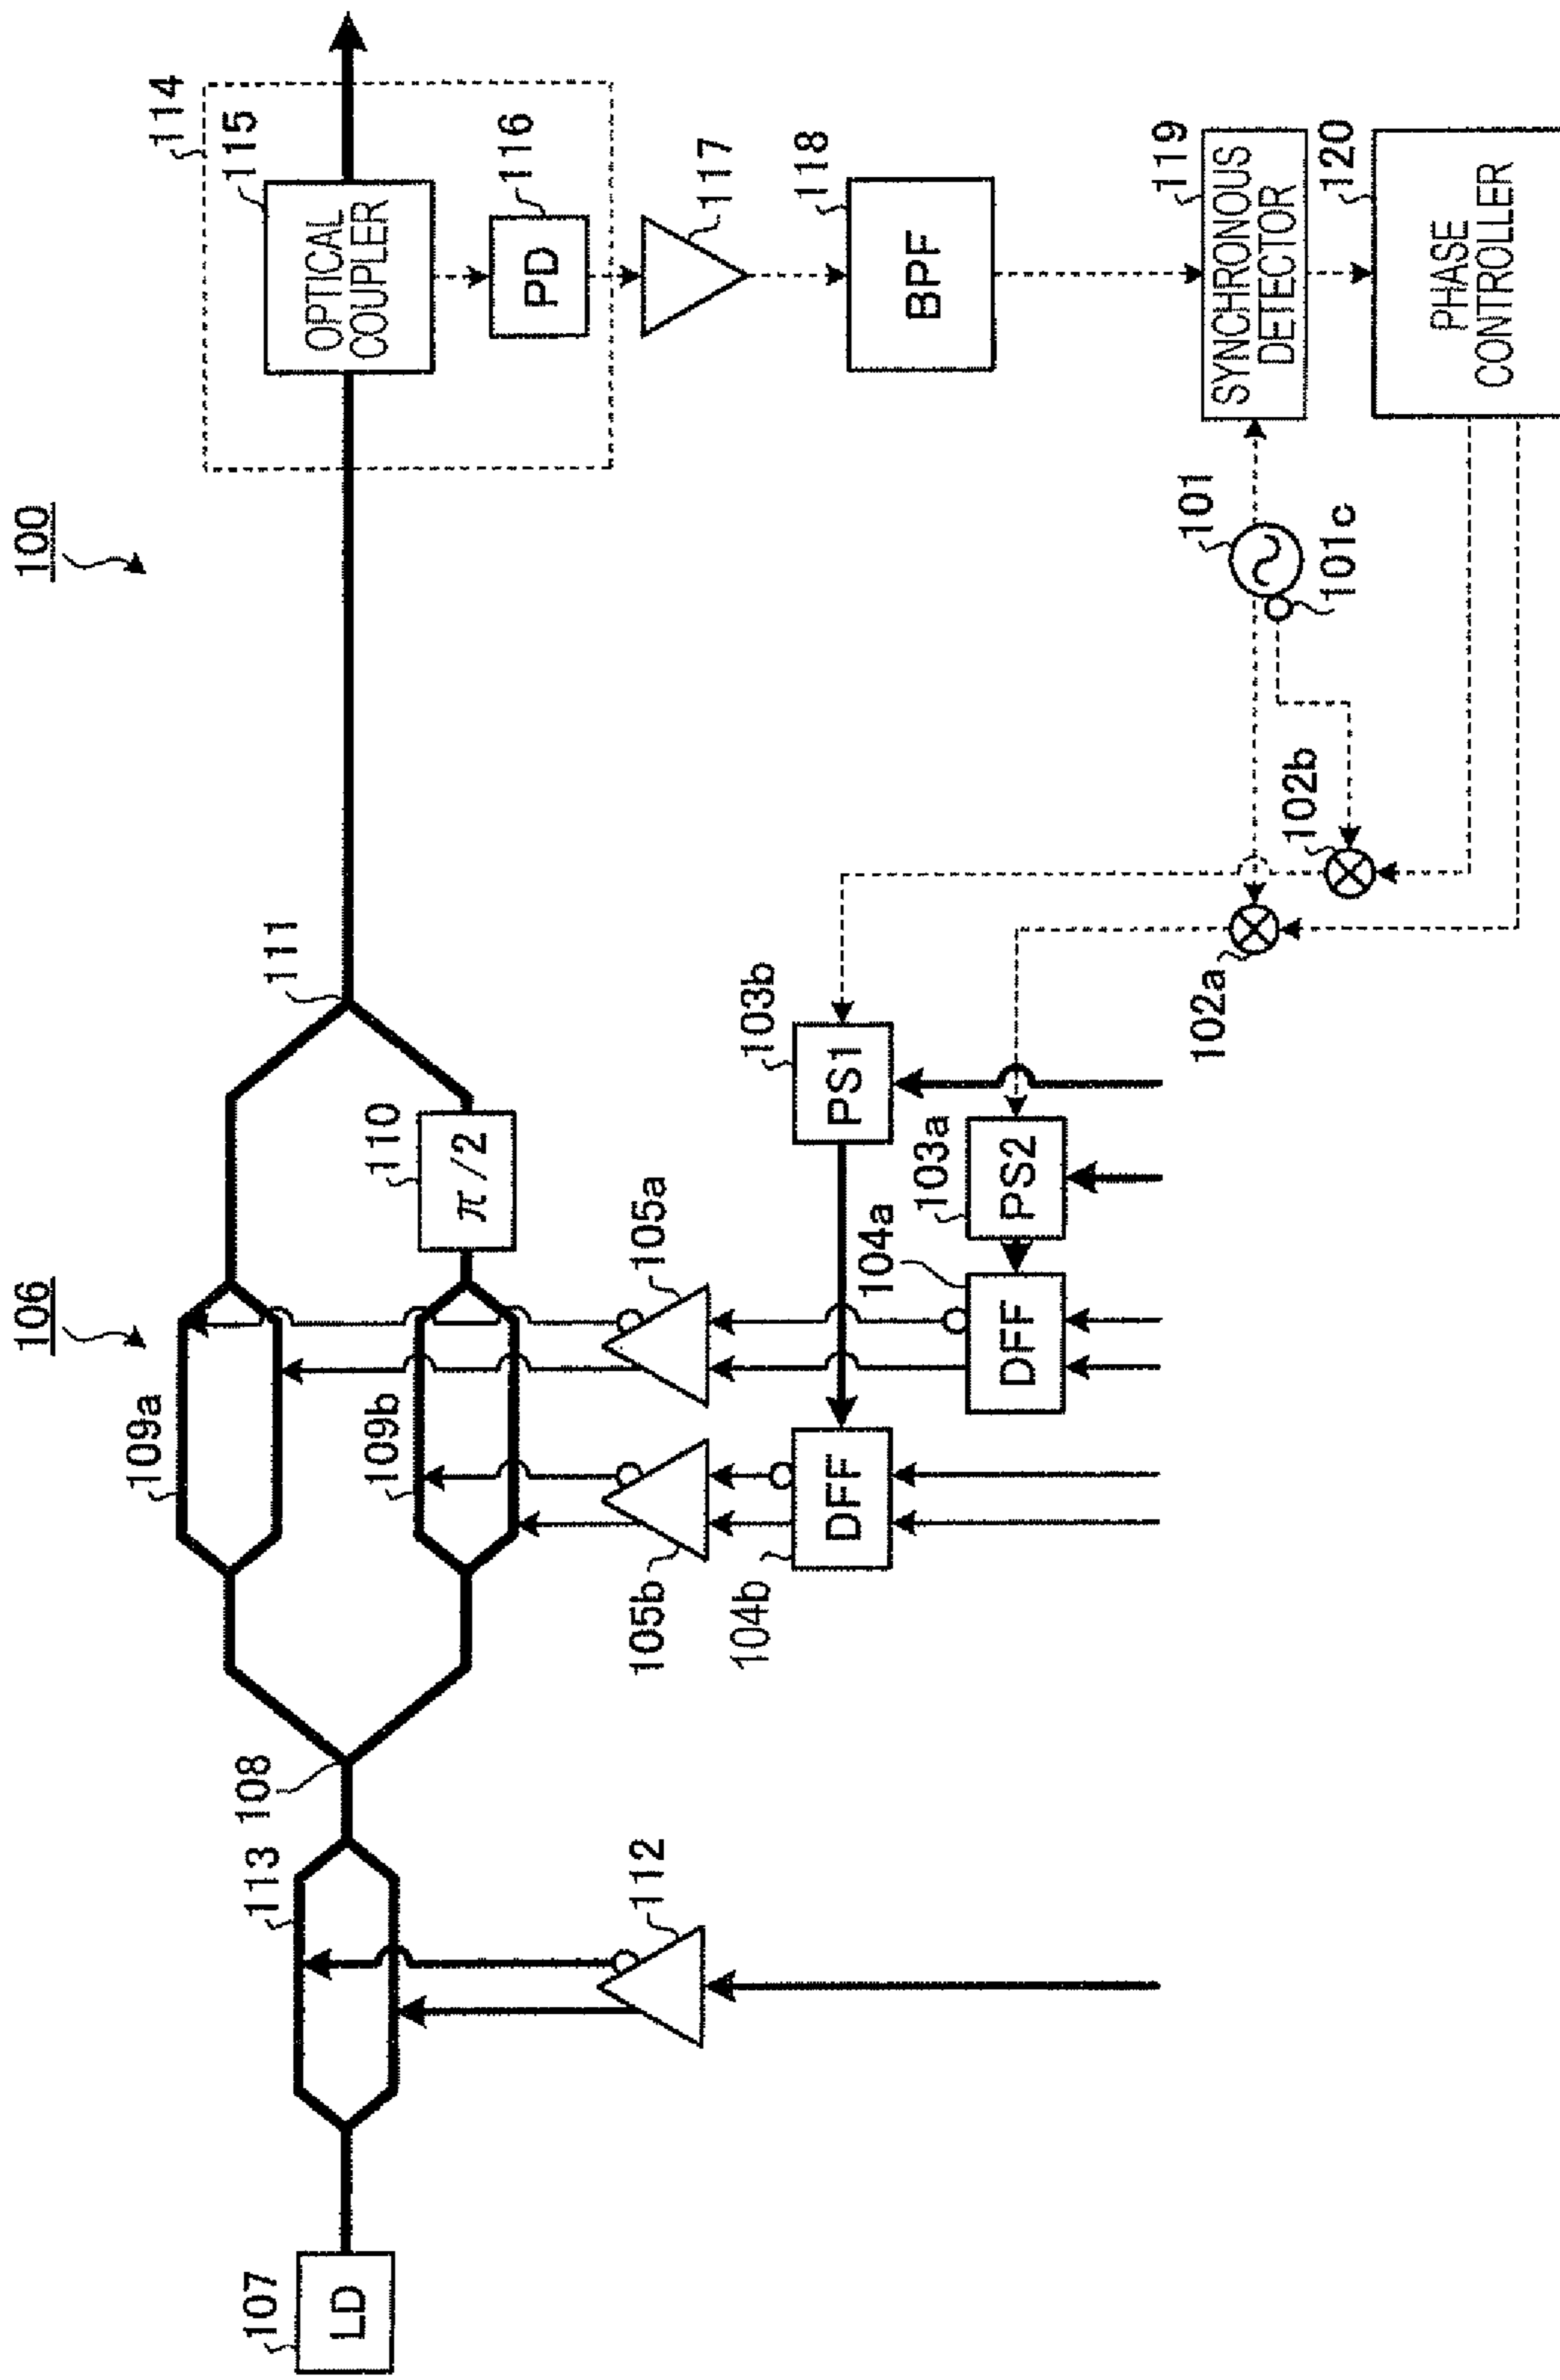 100
106
107
LD
113
112
108
109a
109b
110
π/2
111
114
115
OPTICAL
COUPLER
116
PD
117
118
BPF
119
SYNCHRONOUS
DETECTOR
120
PHASE
CONTROLLER
101
101c
102a
102b
103b
PS1
103a
PS2
104a
DFF
104b
DFF
105a
105b